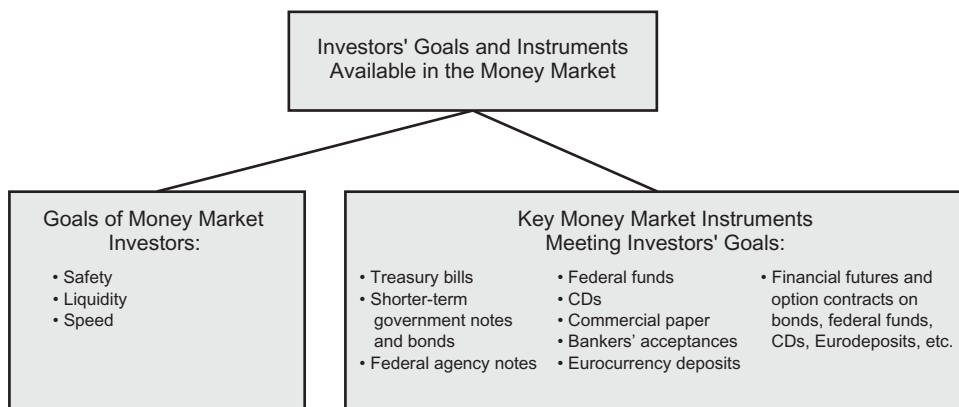 Investors' Goals and Instruments
Available in the Money Market
Goals of Money Market
Investors:
• Safety
• Liquidity
• Speed
Key Money Market Instruments
Meeting Investors' Goals:
• Treasury bills
• Shorter-term
government notes
and bonds
• Federal agency notes
• Federal funds
• CDs
• Commercial paper
• Bankers’ acceptances
• Eurocurrency deposits
• Financial futures and
option contracts on
bonds, federal funds,
CDs, Eurodeposits, etc.